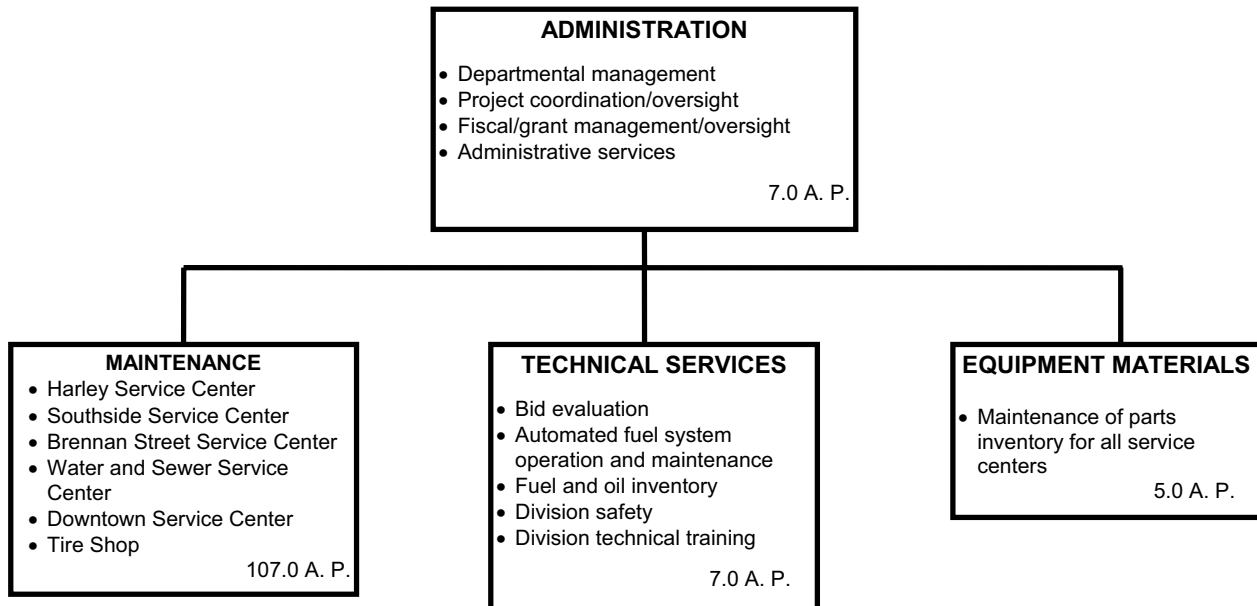 ADMINISTRATION
• Departmental management
• Project coordination/oversight
• Fiscal/grant management/oversight
• Administrative services
7.0 A. P.
MAINTENANCE
• Harley Service Center
• Southside Service Center
• Brennan Street Service Center
• Water and Sewer Service
Center
• Downtown Service Center
• Tire Shop
107.0 A. P.
TECHNICAL SERVICES
• Bid evaluation
• Automated fuel system
operation and maintenance
• Fuel and oil inventory
• Division safety
• Division technical training
7.0 A. P.
EQUIPMENT MATERIALS
• Maintenance of parts
inventory for all service
centers
5.0 A. P.